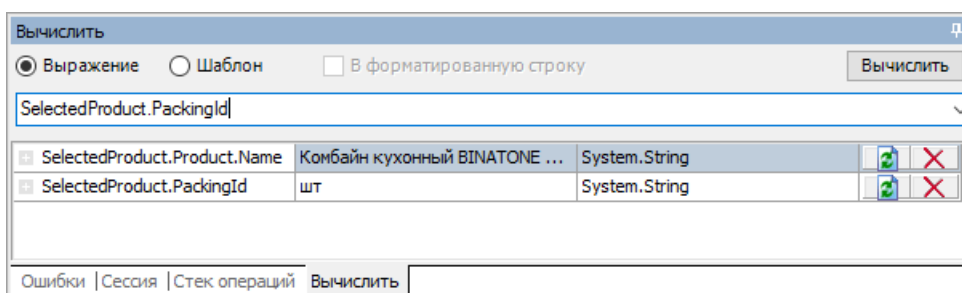 Вычислить
Выражение Шаблон В форматированную строку Вычислить
SelectedProduct.PackingId
SelectedProduct.Product.Name Комбайн кухонный BINATONE ... System.String
SelectedProduct.PackingId шт System.String
Ошибки Сессия Стек операций Вычислить